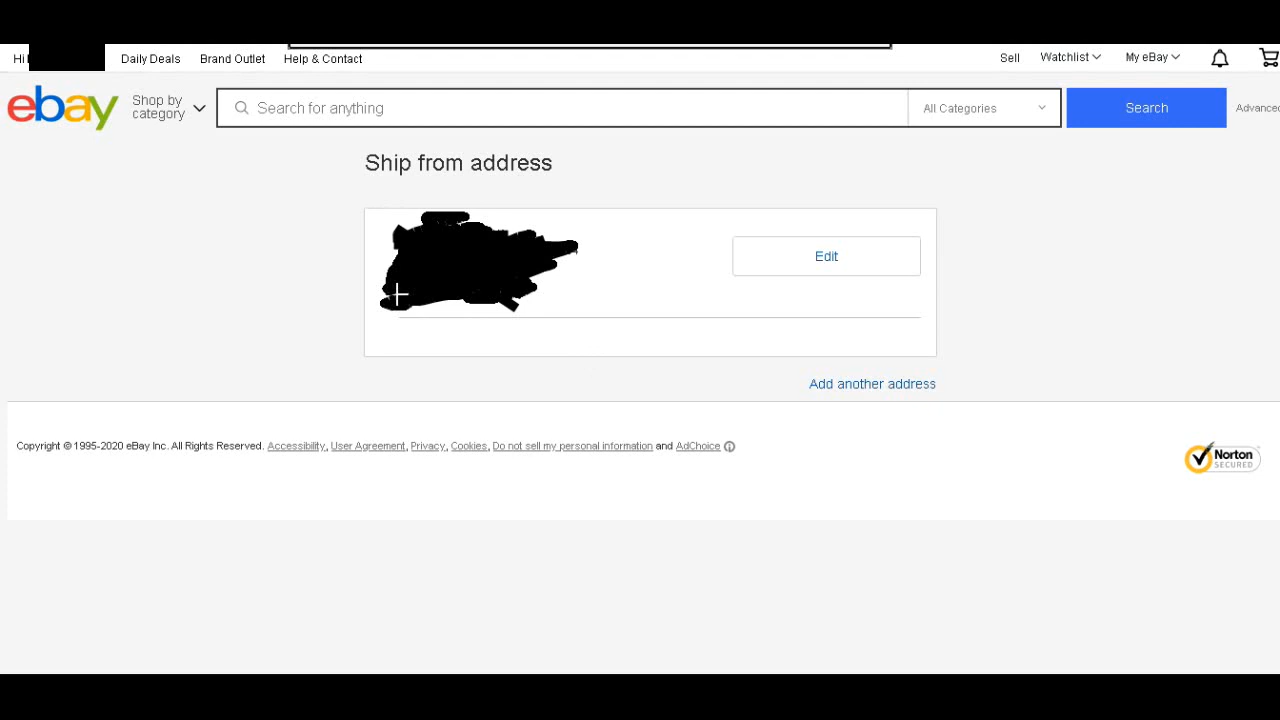 Hi
Daily Deals
Brand Outlet
Help & Contact
Sell
Watchlist
My eBay
ebay
Shop by
category
Search for anything
All Categories
Search
Advanced
Ship from address
Edit
Add another address
Copyright © 1995-2020 eBay Inc. All Rights Reserved. Accessibility, User Agreement, Privacy, Cookies, Do not sell my personal information and AdChoice
Norton
SECURED